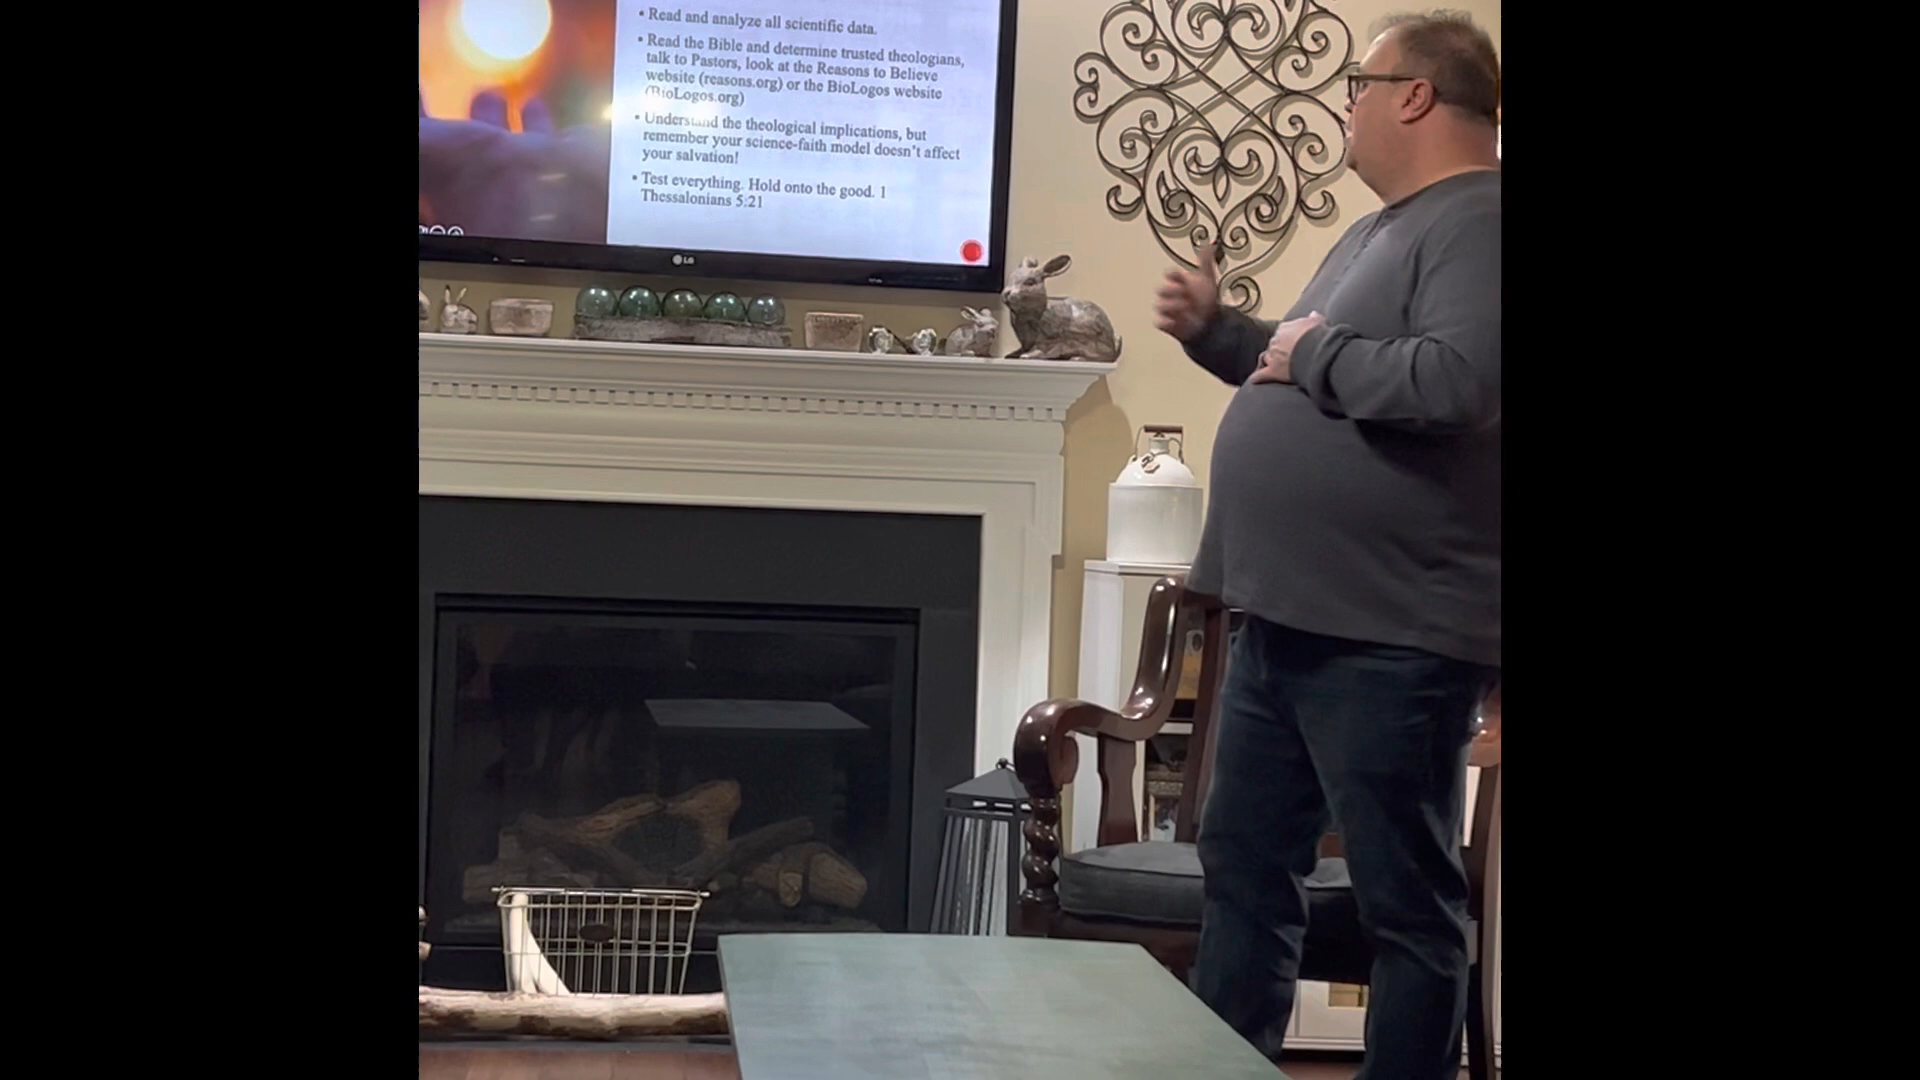 • Read and analyze all scientific data.
• Read the Bible and determine trusted theologians,
talk to Pastors, look at the Reasons to Believe
website (reasons.org) or the BioLogos website
(BioLogos.org)
• Understand the theological implications, but
remember your science-faith model doesn't affect
your salvation!
• Test everything. Hold onto the good. 1
Thessalonians 5:21
LG